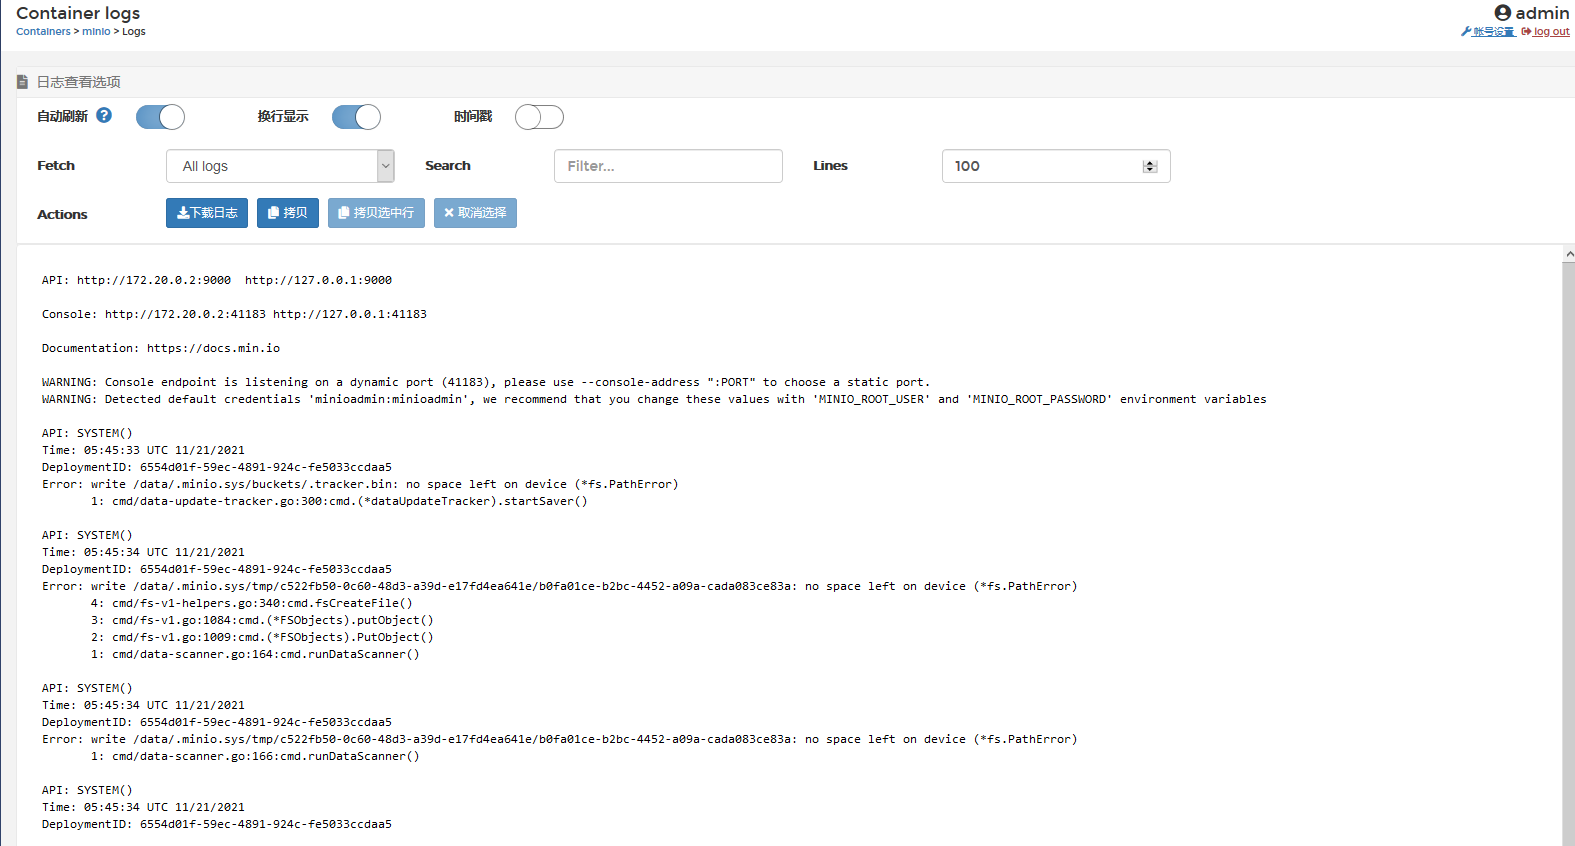 Container logs
admin
Containers > minio > Logs
帐号设置 log out
日志查看选项
自动刷新 ? 换行显示 时间戳
Fetch All logs Search Filter... Lines 100
Actions 下载日志 拷贝 拷贝选中行 取消选择
API: http://172.20.0.2:9000  http://127.0.0.1:9000
Console: http://172.20.0.2:41183 http://127.0.0.1:41183
Documentation: https://docs.min.io
WARNING: Console endpoint is listening on a dynamic port (41183), please use --console-address ":PORT" to choose a static port.
WARNING: Detected default credentials 'minioadmin:minioadmin', we recommend that you change these values with 'MINIO_ROOT_USER' and 'MINIO_ROOT_PASSWORD' environment variables
API: SYSTEM()
Time: 05:45:33 UTC 11/21/2021
DeploymentID: 6554d01f-59ec-4891-924c-fe5033ccdaa5
Error: write /data/.minio.sys/buckets/.tracker.bin: no space left on device (*fs.PathError)
1: cmd/data-update-tracker.go:300:cmd.(*dataUpdateTracker).startSaver()
API: SYSTEM()
Time: 05:45:34 UTC 11/21/2021
DeploymentID: 6554d01f-59ec-4891-924c-fe5033ccdaa5
Error: write /data/.minio.sys/tmp/c522fb50-0c60-48d3-a39d-e17fd4ea641e/b0fa01ce-b2bc-4452-a09a-cada083ce83a: no space left on device (*fs.PathError)
4: cmd/fs-v1-helpers.go:340:cmd.fsCreateFile()
3: cmd/fs-v1.go:1084:cmd.(*FSObjects).putObject()
2: cmd/fs-v1.go:1009:cmd.(*FSObjects).PutObject()
1: cmd/data-scanner.go:164:cmd.runDataScanner()
API: SYSTEM()
Time: 05:45:34 UTC 11/21/2021
DeploymentID: 6554d01f-59ec-4891-924c-fe5033ccdaa5
Error: write /data/.minio.sys/tmp/c522fb50-0c60-48d3-a39d-e17fd4ea641e/b0fa01ce-b2bc-4452-a09a-cada083ce83a: no space left on device (*fs.PathError)
1: cmd/data-scanner.go:166:cmd.runDataScanner()
API: SYSTEM()
Time: 05:45:34 UTC 11/21/2021
DeploymentID: 6554d01f-59ec-4891-924c-fe5033ccdaa5